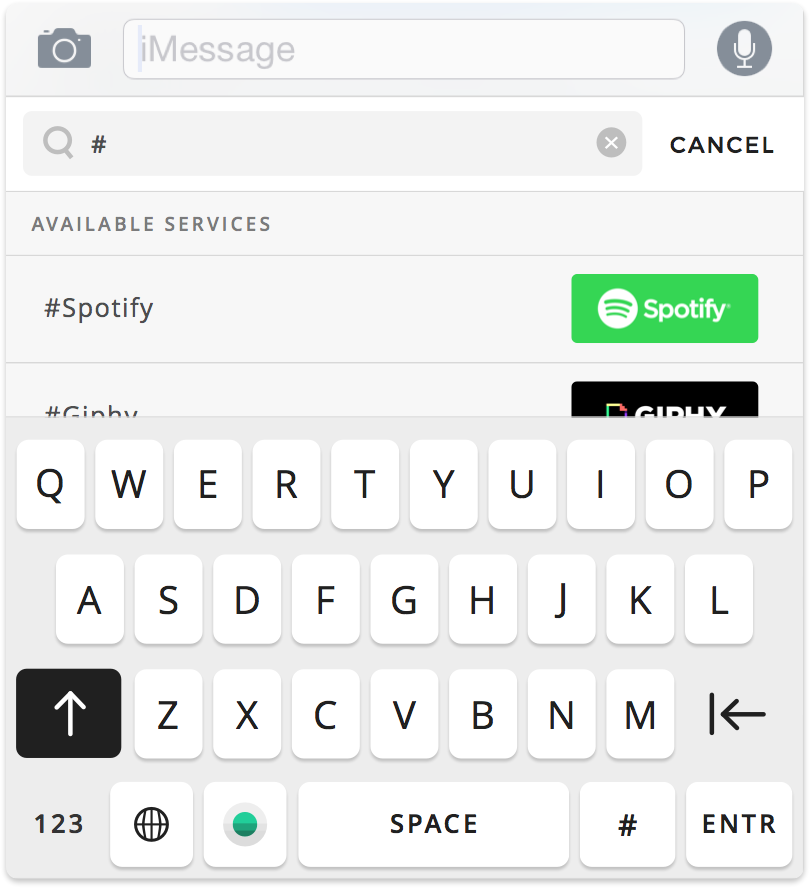 iMessage
# CANCEL
AVAILABLE SERVICES
#Spotify Spotify
#Giphy GIPHY
Q W E R T Y U I O P
A S D F G H J K L
Z X C V B N M
123 SPACE # ENTR